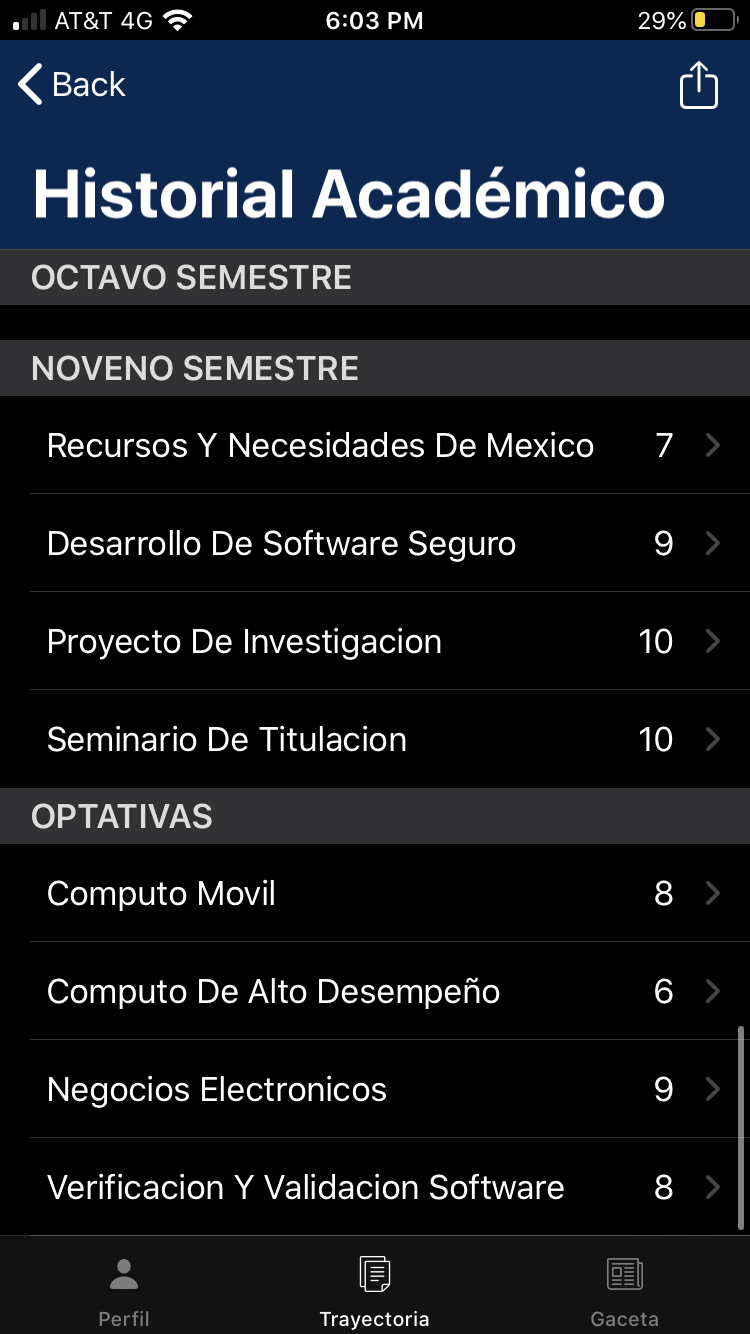 AT&T 4G 6:03 PM 29%
Back
Historial Académico
OCTAVO SEMESTRE
NOVENO SEMESTRE
Recursos Y Necesidades De Mexico 7
Desarrollo De Software Seguro 9
Proyecto De Investigacion 10
Seminario De Titulacion 10
OPTATIVAS
Computo Movil 8
Computo De Alto Desempeño 6
Negocios Electronicos 9
Verificacion Y Validacion Software 8
Perfil Trayectoria Gaceta